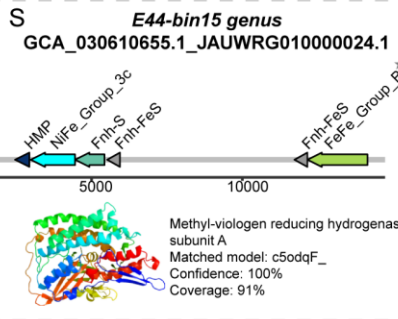 S
E44-bin15 genus
GCA_030610655.1_JAUWRG010000024.1
HMP
NiFe_Group_3c
Fnh-S
Fnh-FeS
Fnh-FeS
FeFe_Group_B
5000
10000
Methyl-viologen reducing hydrogenas
subunit A
Matched model: c5odqF_
Confidence: 100%
Coverage: 91%